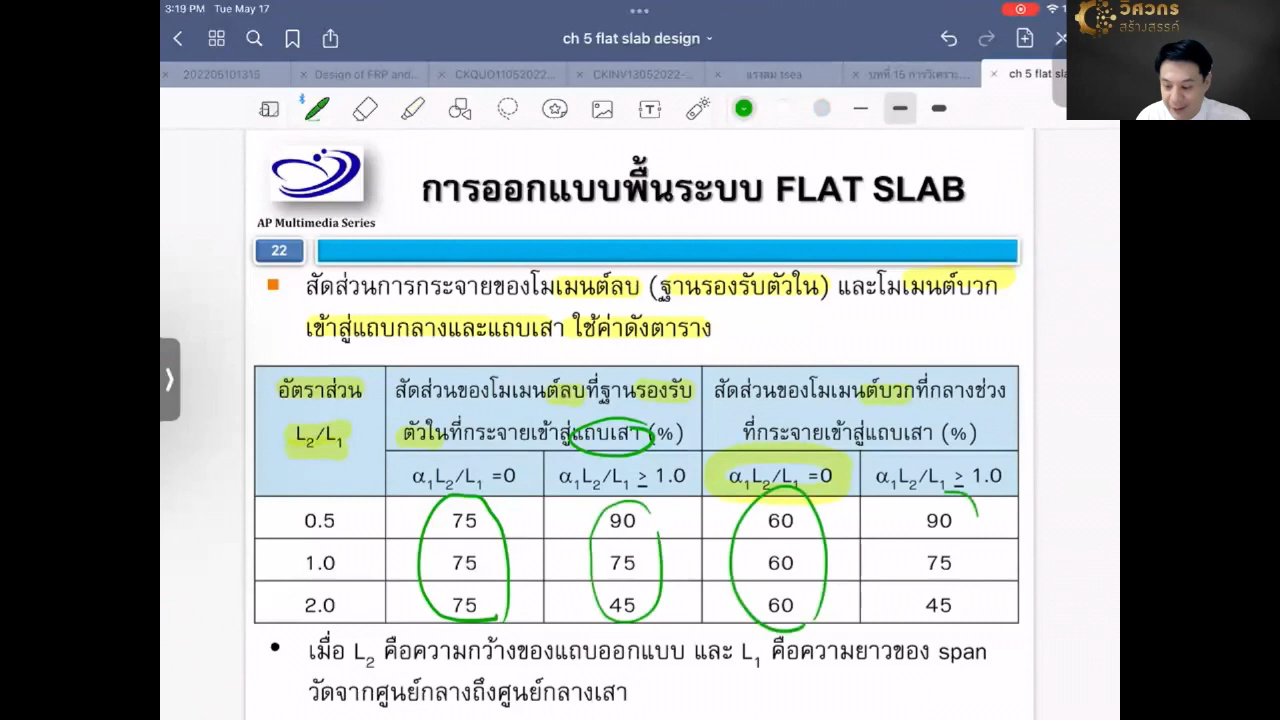 3:19 PM Tue May 17
วิศวกร
สร้างสรรค์
ch 5 flat slab design
202205101315
Design of FRP and...
CKQUO11052022...
CKINV13052022-...
แรงลม tsea
บทที่ 15 การวิเคราะ...
ch 5 flat sla
AP Multimedia Series
การออกแบบพื้นระบบ FLAT SLAB
22
สัดส่วนการกระจายของโมเมนต์ลบ (ฐานรองรับตัวใน) และโมเมนต์บวก
เข้าสู่แถบกลางและแถบเสา ใช้ค่าดังตาราง
อัตราส่วน L₂/L₁
สัดส่วนของโมเมนต์ลบที่ฐานรองรับ
ตัวในที่กระจายเข้าสู่แถบเสา (%)
สัดส่วนของโมเมนต์บวกที่กลางช่วง
ที่กระจายเข้าสู่แถบเสา (%)
α₁L₂/L₁ =0 α₁L₂/L₁ ≥ 1.0 α₁L₂/L₁ =0 α₁L₂/L₁ ≥ 1.0
0.5 75 90 60 90
1.0 75 75 60 75
2.0 75 45 60 45
• เมื่อ L₂ คือความกว้างของแถบออกแบบ และ L₁ คือความยาวของ span
วัดจากศูนย์กลางถึงศูนย์กลางเสา